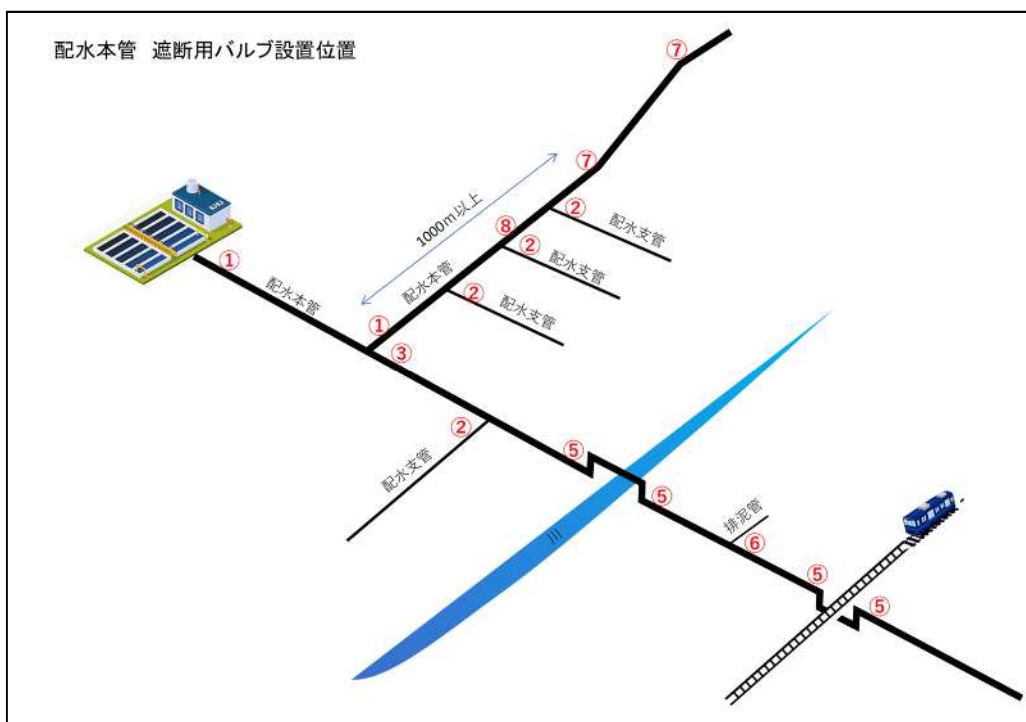 配水本管 遮断用バルブ設置位置
⑦
⑦
1000m以上
②
配水支管
⑧
②
配水支管
配水本管
②
配水支管
①
配水本管
①
③
②
配水支管
⑤
川
⑤
排泥管
⑥
⑤
⑤